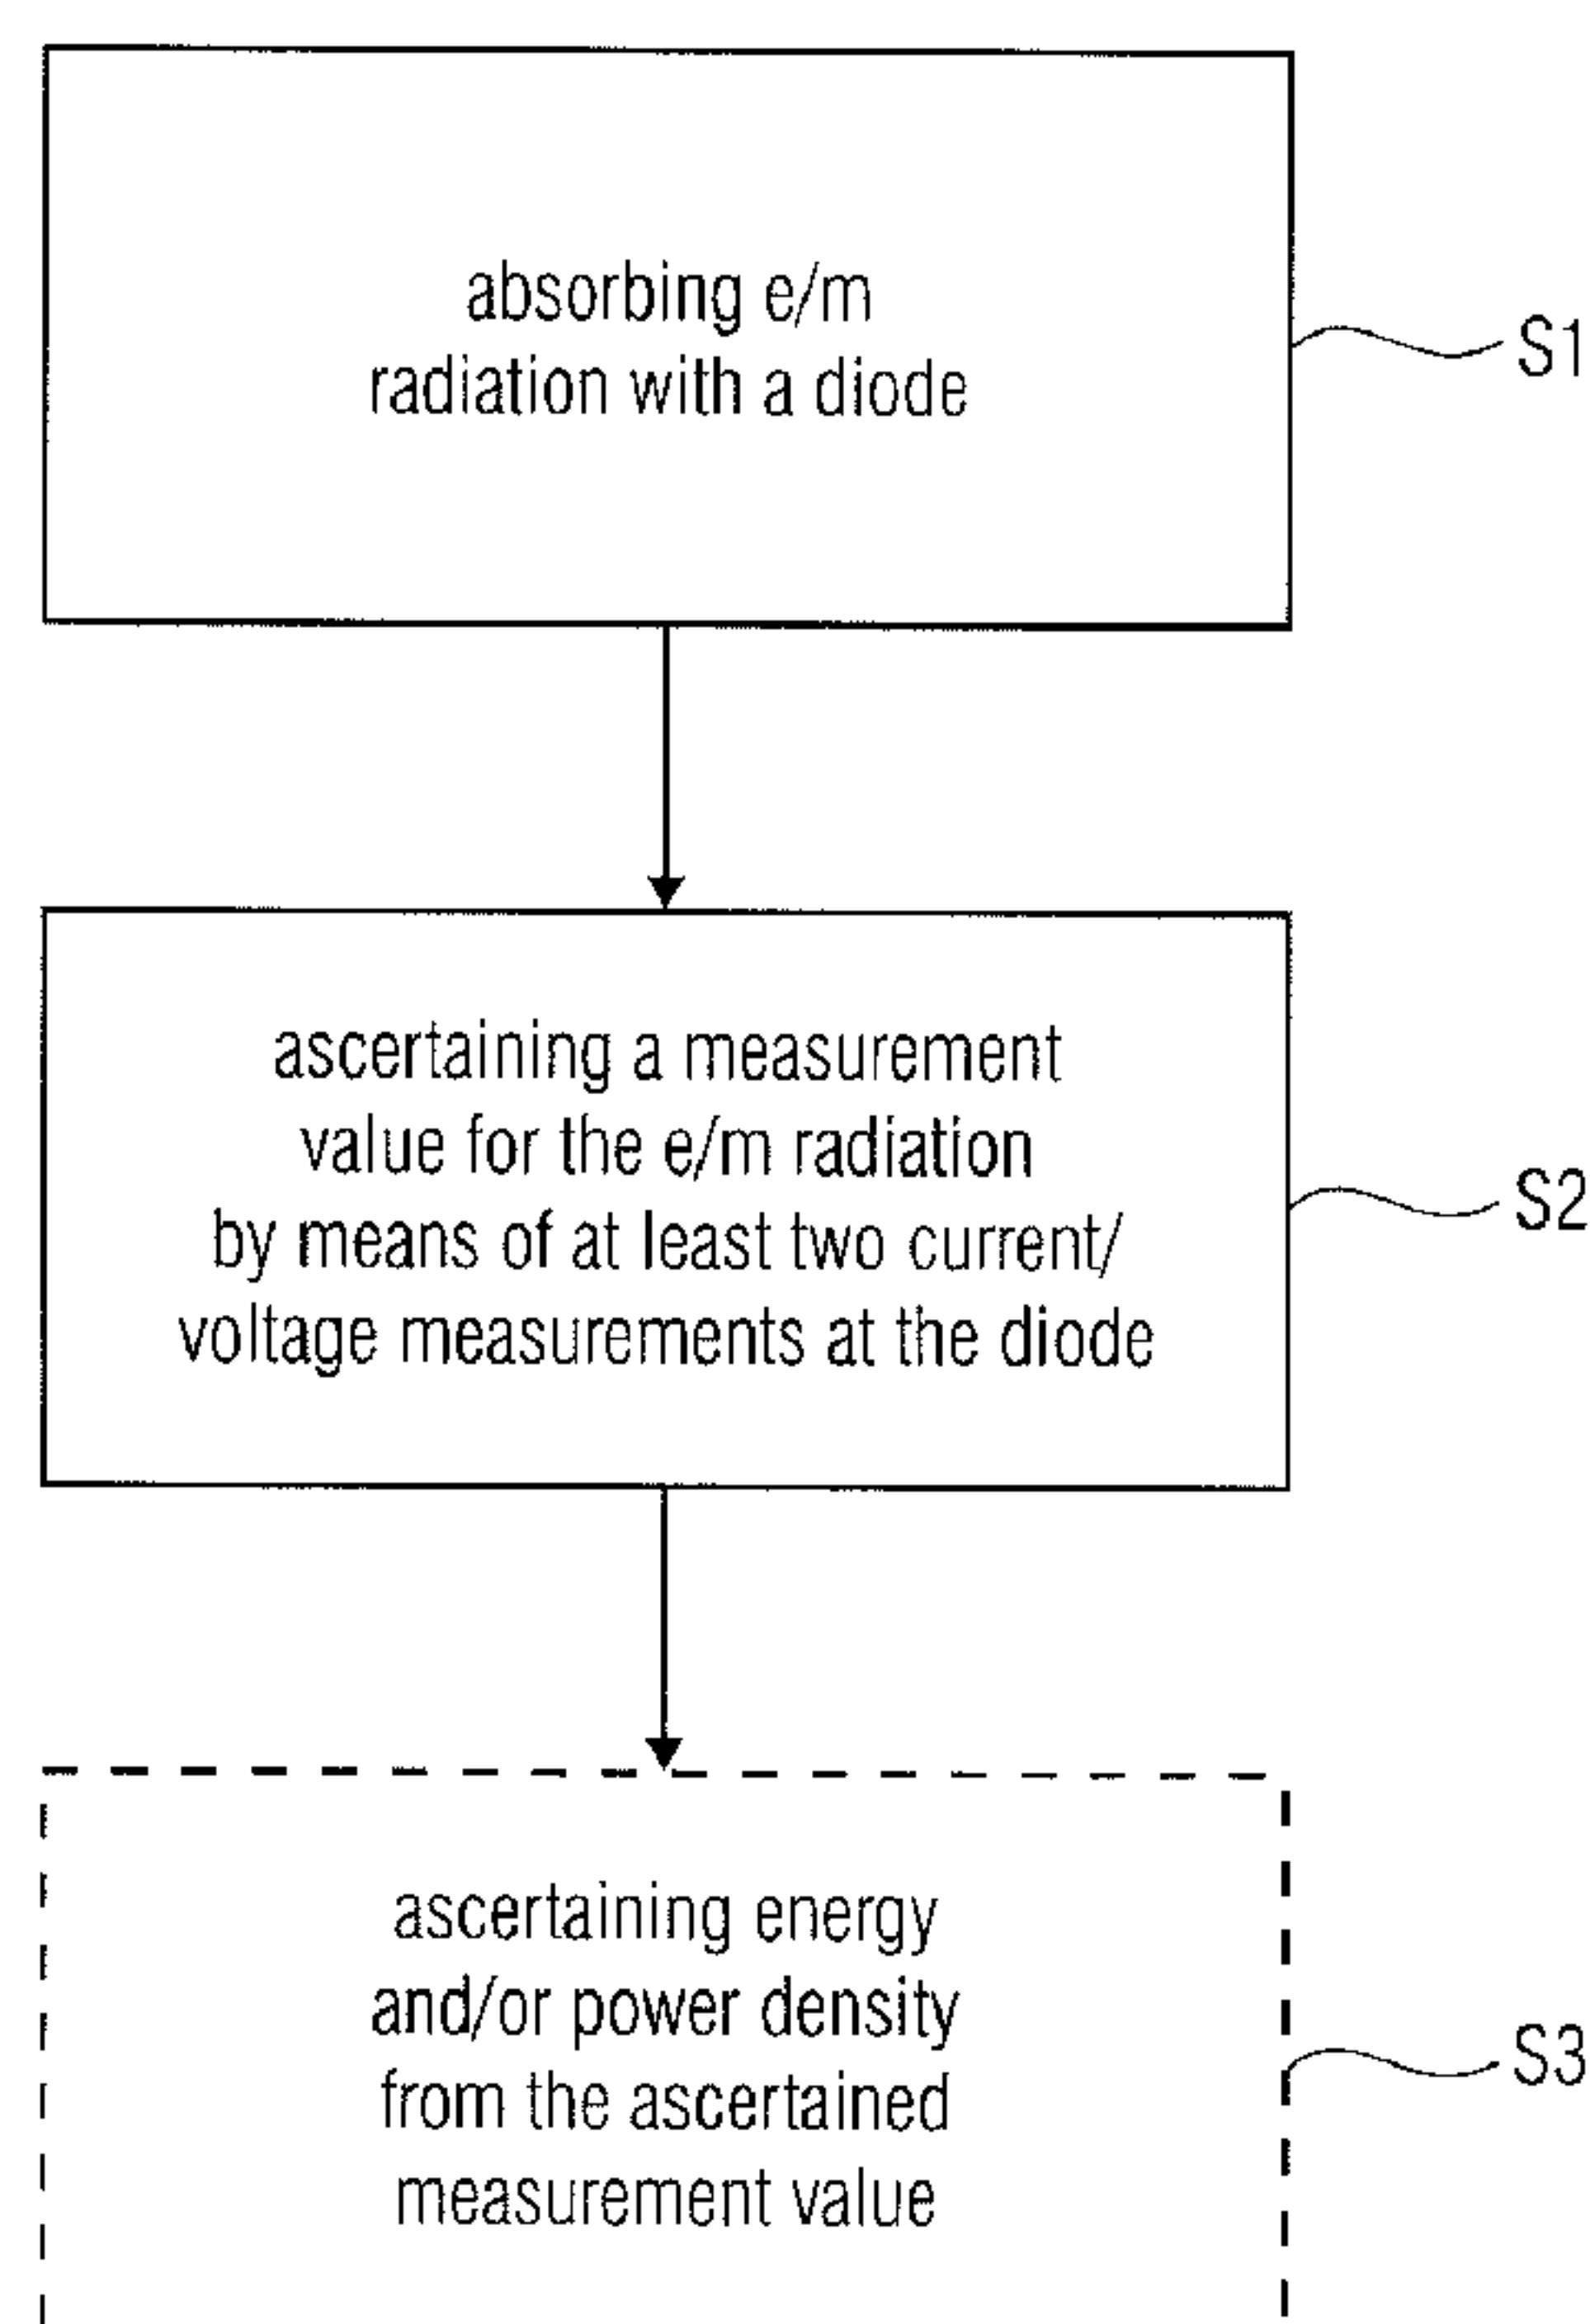 absorbing e/m
radiation with a diode
S1
ascertaining a measurement
value for the e/m radiation
by means of at least two current/
voltage measurements at the diode
S2
ascertaining energy
and/or power density
from the ascertained
measurement value
S3